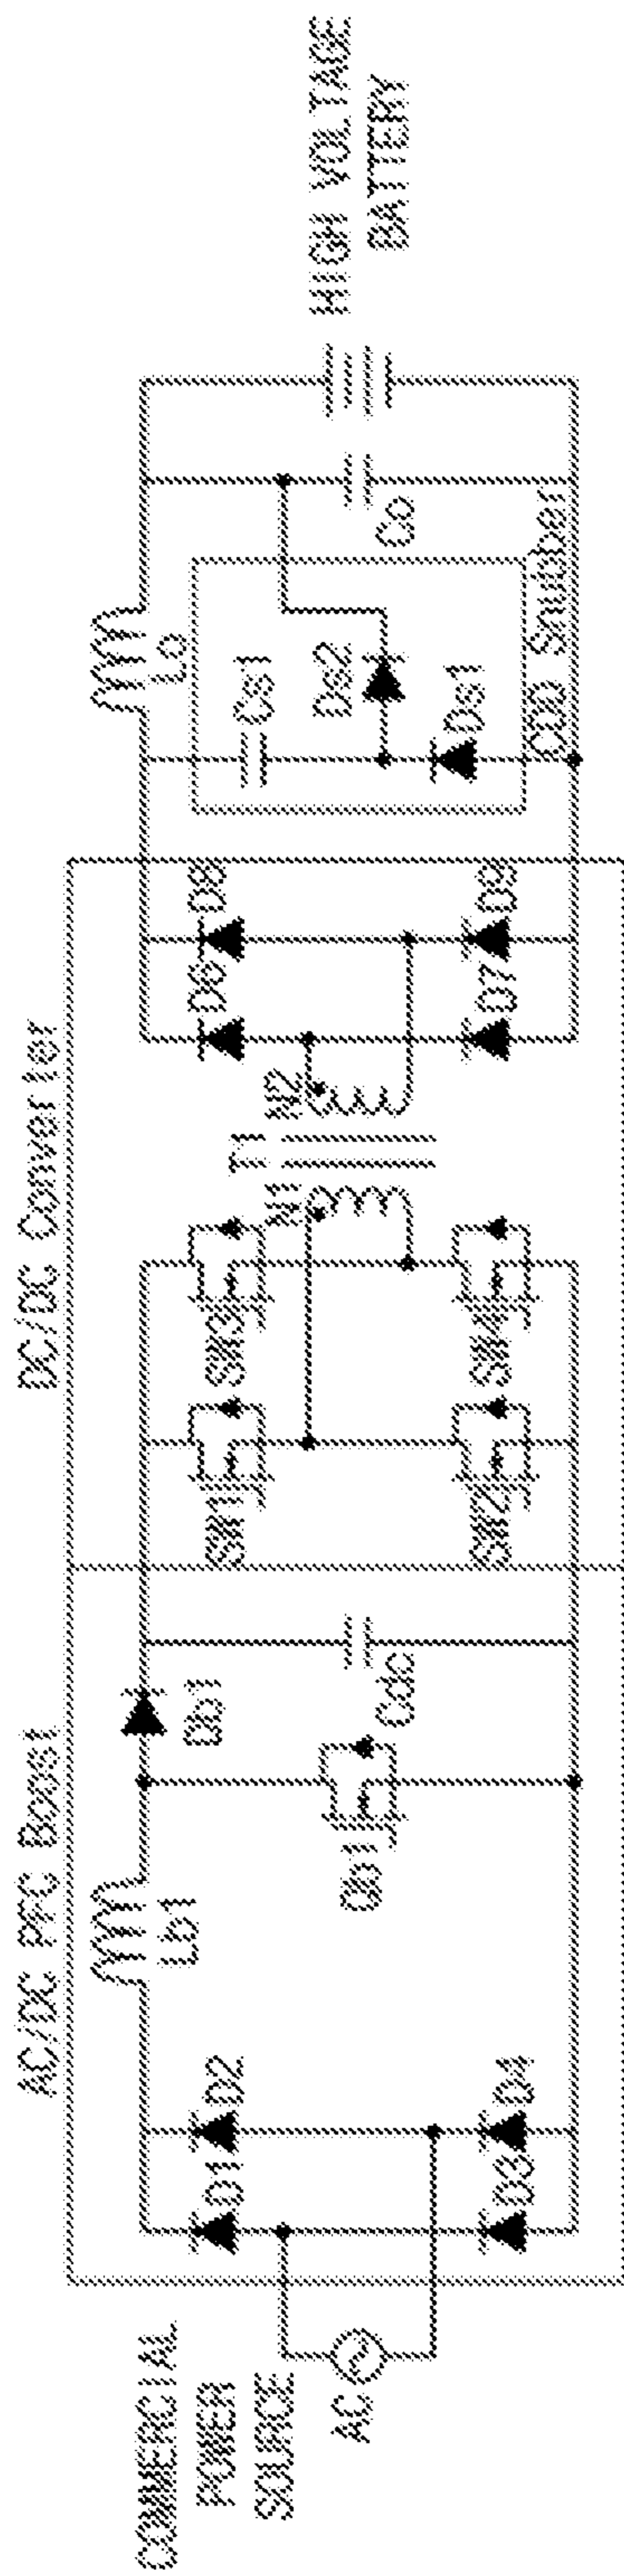 AC/DC PFC Boost
DC/DC Converter
COMMERCIAL
POWER
SOURCE
AC
D1
D2
D3
D4
Lb1
Qb1
Db1
Cdc
SW1
SW2
SW3
SW4
T1
N1
N2
D6
D8
D7
D9
Lo
Cs1
Ds2
Ds1
CDD Snubber
Co
HIGH VOLTAGE
BATTERY